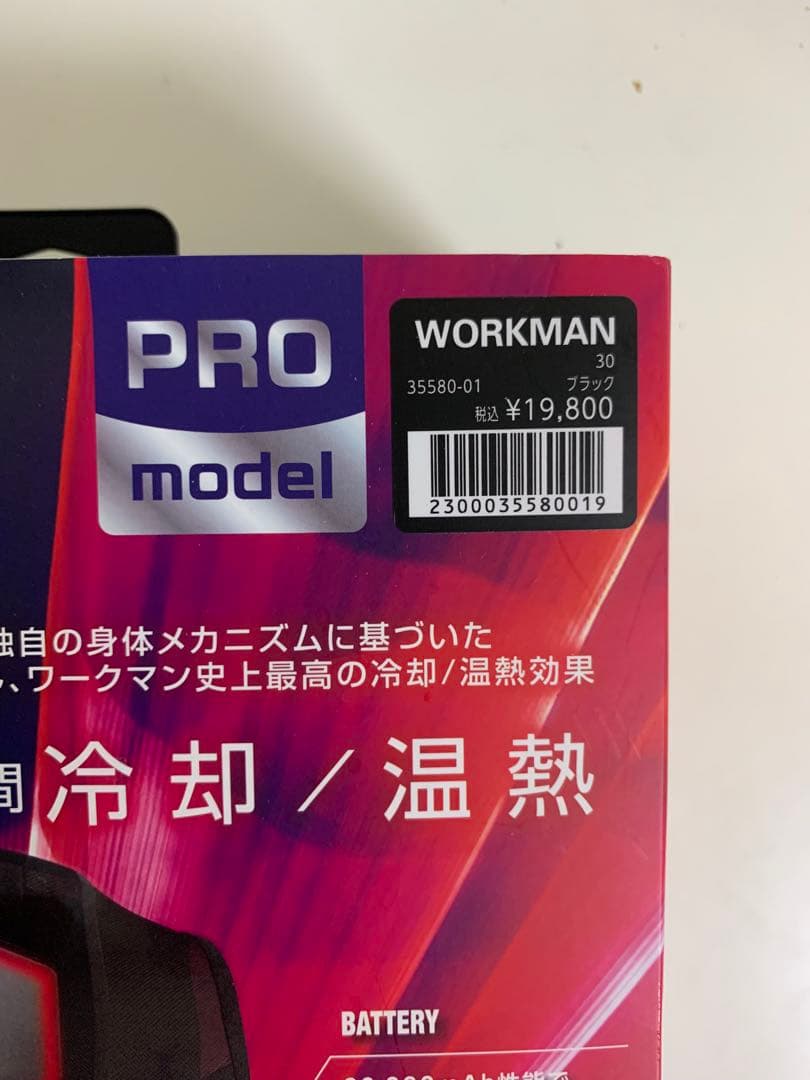 PRO
model
WORKMAN
30
35580-01 ブラック
税込 ¥19,800
2300035580019
独自の身体メカニズムに基づいた
、ワークマン史上最高の冷却/温熱効果
間冷却/温熱
BATTERY